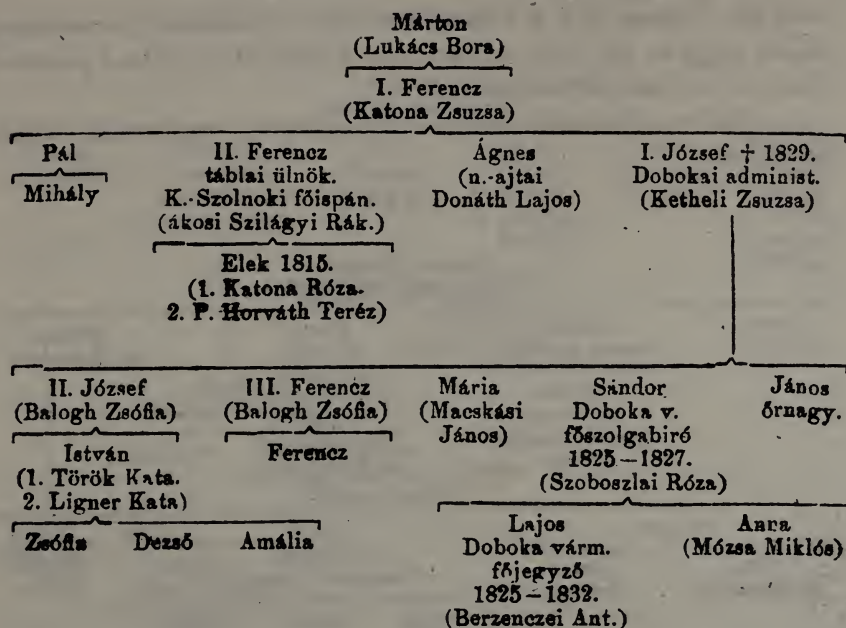 Márton
(Lukács Bora)
I. Ferencz
(Katona Zsuzsa)
Pál
Mihály
II. Ferencz
táblai ülnök.
K.-Szolnoki főispán.
(ákosi Szilágyi Rák.)
Elek 1815.
(1. Katona Róza.
2. P. Horváth Teréz)
Ágnes
(n.-ajtai
Donáth Lajos)
I. József † 1829.
Dobokai administ.
(Ketheli Zsuzsa)
II. József
(Balogh Zsófia)
István
(1. Török Kata.
2. Ligner Kata)
Zsófia Dezső Amália
III. Ferencz
(Balogh Zsófia)
Ferencz
Mária
(Macskási
János)
Sándor
Doboka v.
főszolgabiró
1825–1827.
(Szoboszlai Róza)
Lajos
Doboka várm.
főjegyző
1825–1832.
(Berzenczei Ant.)
Anna
(Mózsa Miklós)
János
őrnagy.